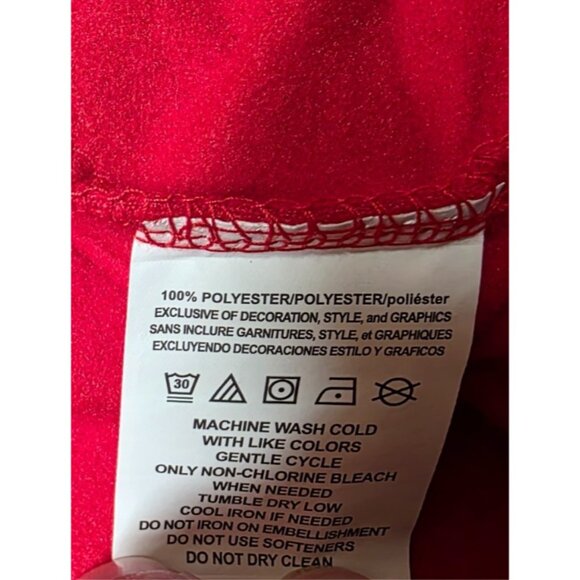 100% POLYESTER/POLYESTER/poliéster
EXCLUSIVE OF DECORATION, STYLE, and GRAPHICS
SANS INCLURE GARNITURES, STYLE, et GRAPHIQUES
EXCLUYENDO DECORACIONES ESTILO Y GRAFICOS
30
MACHINE WASH COLD
WITH LIKE COLORS
GENTLE CYCLE
ONLY NON-CHLORINE BLEACH
WHEN NEEDED
TUMBLE DRY LOW
COOL IRON IF NEEDED
DO NOT IRON ON EMBELLISHMENT
DO NOT USE SOFTENERS
DO NOT DRY CLEAN